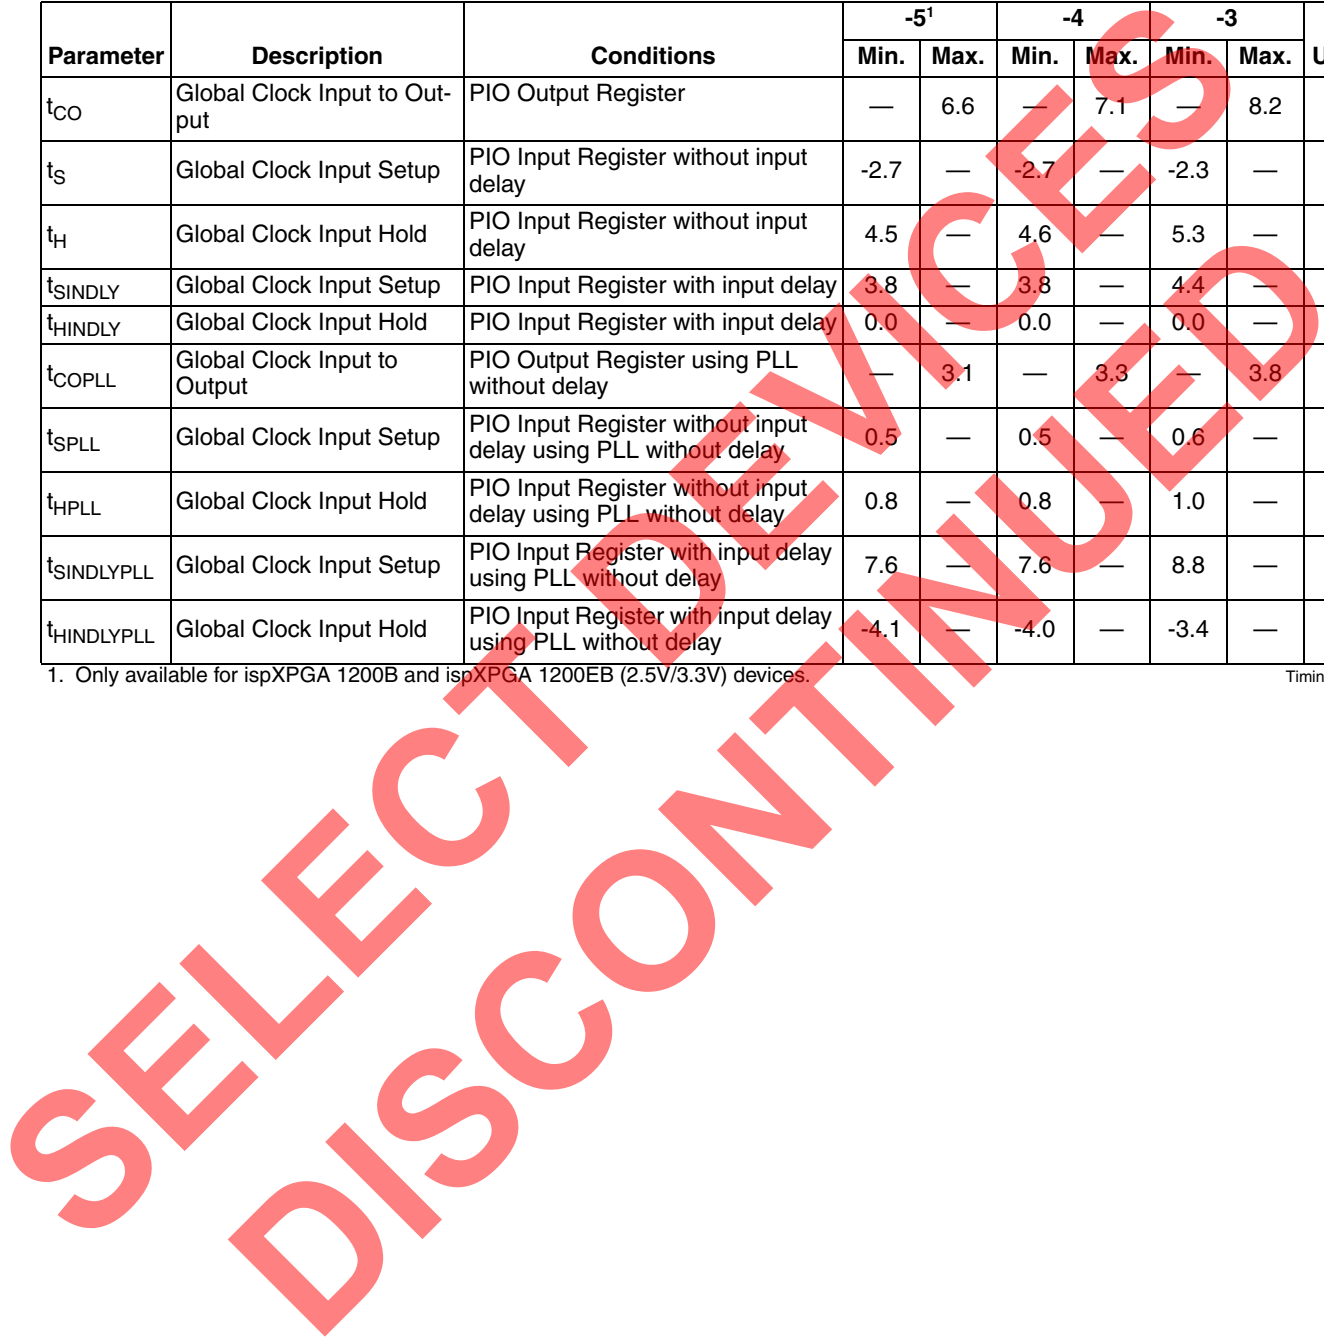 -5¹ -4 -3
Parameter Description Conditions Min. Max. Min. Max. Min. Max. U
tCO Global Clock Input to Out-
put PIO Output Register — 6.6 — 7.1 — 8.2
tS Global Clock Input Setup PIO Input Register without input
delay -2.7 — -2.7 — -2.3 —
tH Global Clock Input Hold PIO Input Register without input
delay 4.5 — 4.6 — 5.3 —
tSINDLY Global Clock Input Setup PIO Input Register with input delay 3.8 — 3.8 — 4.4 —
tHINDLY Global Clock Input Hold PIO Input Register with input delay 0.0 — 0.0 — 0.0 —
tCOPLL Global Clock Input to
Output PIO Output Register using PLL
without delay — 3.1 — 3.3 — 3.8
tSPLL Global Clock Input Setup PIO Input Register without input
delay using PLL without delay 0.5 — 0.5 — 0.6 —
tHPLL Global Clock Input Hold PIO Input Register without input
delay using PLL without delay 0.8 — 0.8 — 1.0 —
tSINDLYPLL Global Clock Input Setup PIO Input Register with input delay
using PLL without delay 7.6 — 7.6 — 8.8 —
tHINDLYPLL Global Clock Input Hold PIO Input Register with input delay
using PLL without delay -4.1 — -4.0 — -3.4 —
1. Only available for ispXPGA 1200B and ispXPGA 1200EB (2.5V/3.3V) devices. Timin
SELECT DEVICES
DISCONTINUED